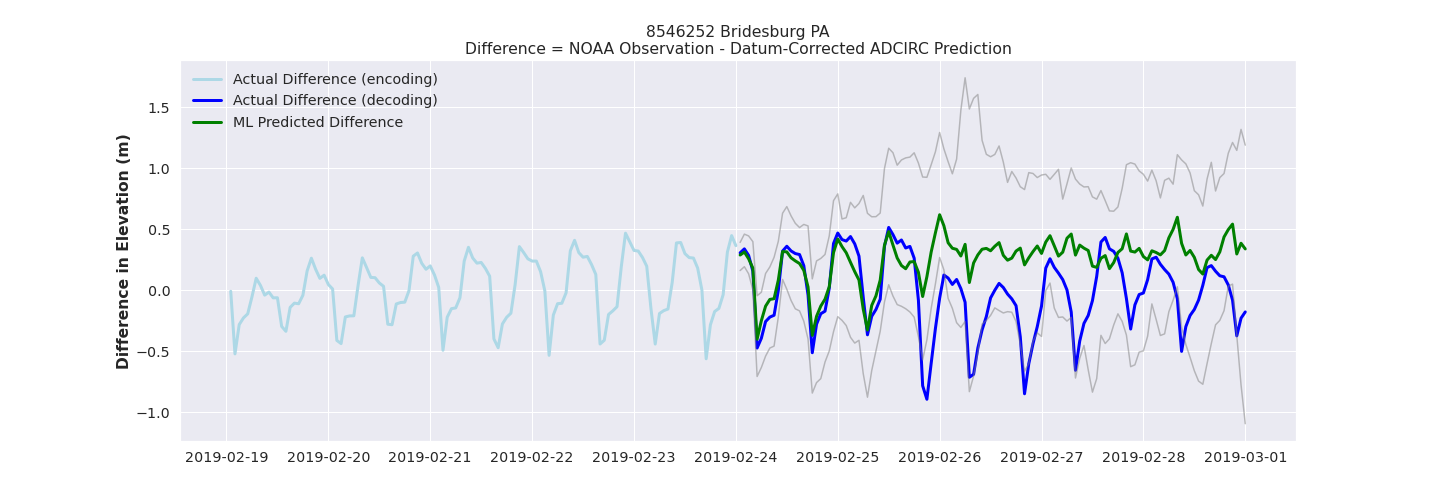 8546252 Bridesburg PA
Difference = NOAA Observation - Datum-Corrected ADCIRC Prediction
Actual Difference (encoding)
Actual Difference (decoding)
ML Predicted Difference
Difference in Elevation (m)
1.5
1.0
0.5
0.0
−0.5
−1.0
2019-02-19 2019-02-20 2019-02-21 2019-02-22 2019-02-23 2019-02-24 2019-02-25 2019-02-26 2019-02-27 2019-02-28 2019-03-01